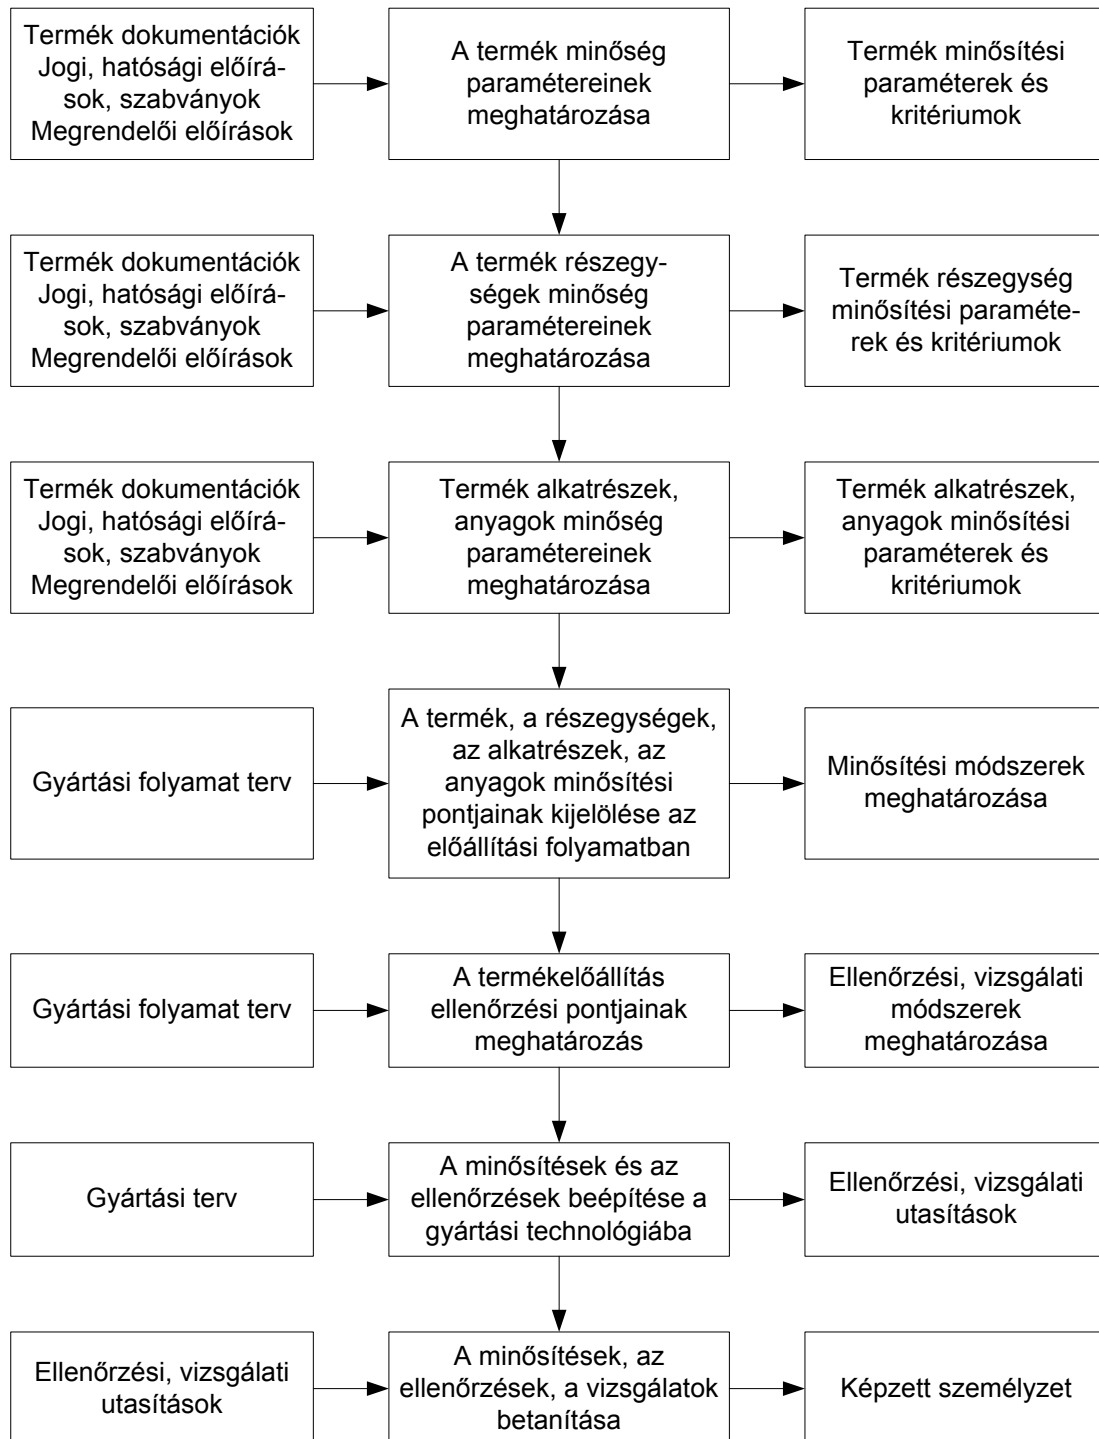 Termék dokumentációk
Jogi, hatósági előírá-
sok, szabványok
Megrendelői előírások
A termék minőség
paramétereinek
meghatározása
Termék minősítési
paraméterek és
kritériumok
Termék dokumentációk
Jogi, hatósági előírá-
sok, szabványok
Megrendelői előírások
A termék részegy-
ségek minőség
paramétereinek
meghatározása
Termék részegység
minősítési paraméte-
rek és kritériumok
Termék dokumentációk
Jogi, hatósági előírá-
sok, szabványok
Megrendelői előírások
Termék alkatrészek,
anyagok minőség
paramétereinek
meghatározása
Termék alkatrészek,
anyagok minősítési
paraméterek és
kritériumok
Gyártási folyamat terv
A termék, a részegységek,
az alkatrészek, az
anyagok minősítési
pontjainak kijelölése az
előállítási folyamatban
Minősítési módszerek
meghatározása
Gyártási folyamat terv
A termékelőállítás
ellenőrzési pontjainak
meghatározás
Ellenőrzési, vizsgálati
módszerek
meghatározása
Gyártási terv
A minősítések és az
ellenőrzések beépítése a
gyártási technológiába
Ellenőrzési, vizsgálati
utasítások
Ellenőrzési, vizsgálati
utasítások
A minősítések, az
ellenőrzések, a vizsgálatok
betanítása
Képzett személyzet